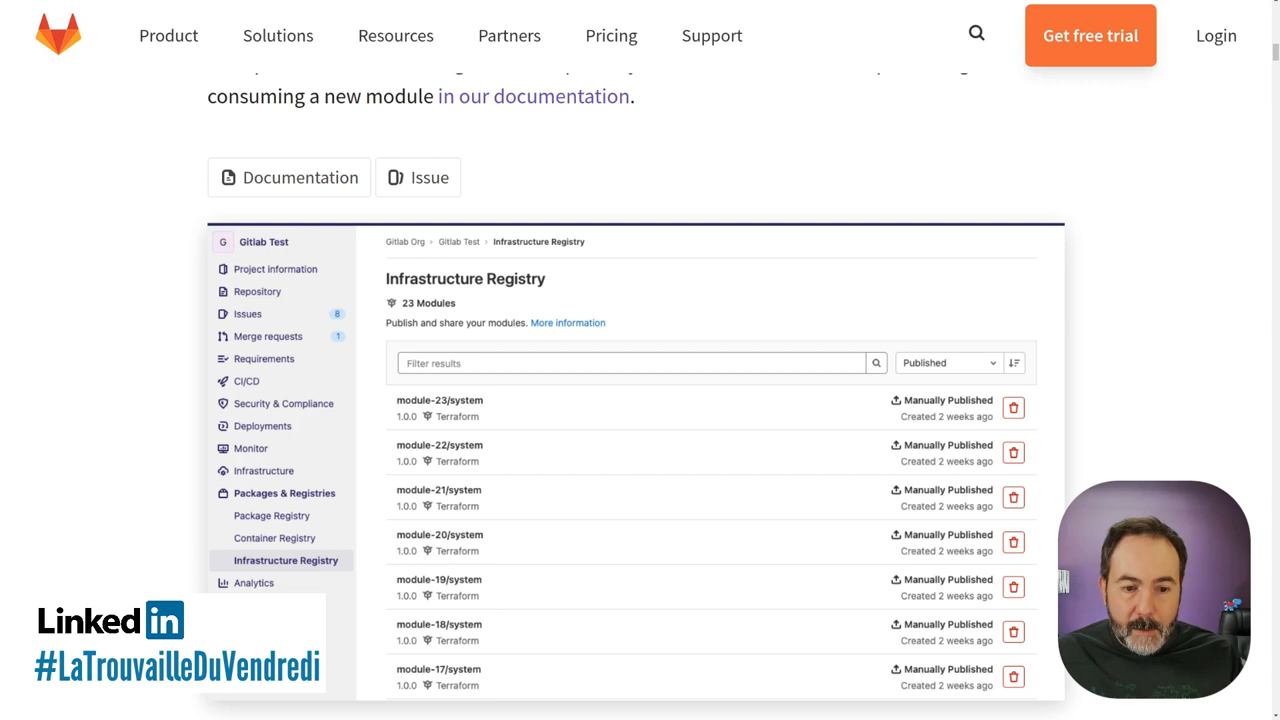 Product
Solutions
Resources
Partners
Pricing
Support
Get free trial
Login
consuming a new module in our documentation.
Documentation
Issue
G Gitlab Test
Project information
Repository
Issues 8
Merge requests 1
Requirements
CI/CD
Security & Compliance
Deployments
Monitor
Infrastructure
Packages & Registries
Package Registry
Container Registry
Infrastructure Registry
Analytics
Gitlab Org › Gitlab Test › Infrastructure Registry
Infrastructure Registry
23 Modules
Publish and share your modules. More information
Filter results
Published
module-23/system
Manually Published
1.0.0 Terraform
Created 2 weeks ago
module-22/system
Manually Published
1.0.0 Terraform
Created 2 weeks ago
module-21/system
Manually Published
1.0.0 Terraform
Created 2 weeks ago
module-20/system
Manually Published
1.0.0 Terraform
Created 2 weeks ago
module-19/system
Manually Published
1.0.0 Terraform
Created 2 weeks ago
module-18/system
Manually Published
1.0.0 Terraform
Created 2 weeks ago
module-17/system
Manually Published
1.0.0 Terraform
Created 2 weeks ago
Linked in
#LaTrouvailleDuVendredi